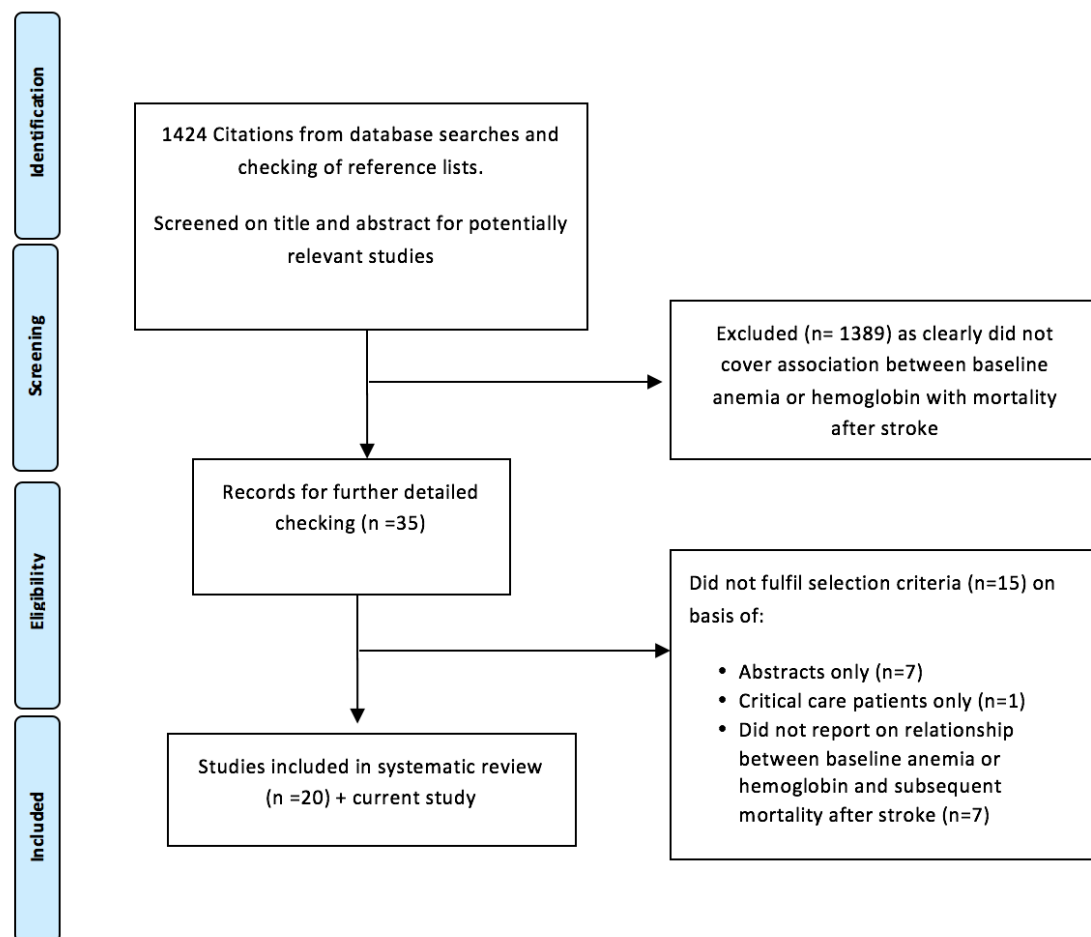 Identification
1424 Citations from database searches and
checking of reference lists.
Screened on title and abstract for potentially
relevant studies
Screening
Excluded (n= 1389) as clearly did not
cover association between baseline
anemia or hemoglobin with mortality
after stroke
Records for further detailed
checking (n =35)
Eligibility
Did not fulfil selection criteria (n=15) on
basis of:
• Abstracts only (n=7)
• Critical care patients only (n=1)
• Did not report on relationship
between baseline anemia or
hemoglobin and subsequent
mortality after stroke (n=7)
Included
Studies included in systematic review
(n =20) + current study